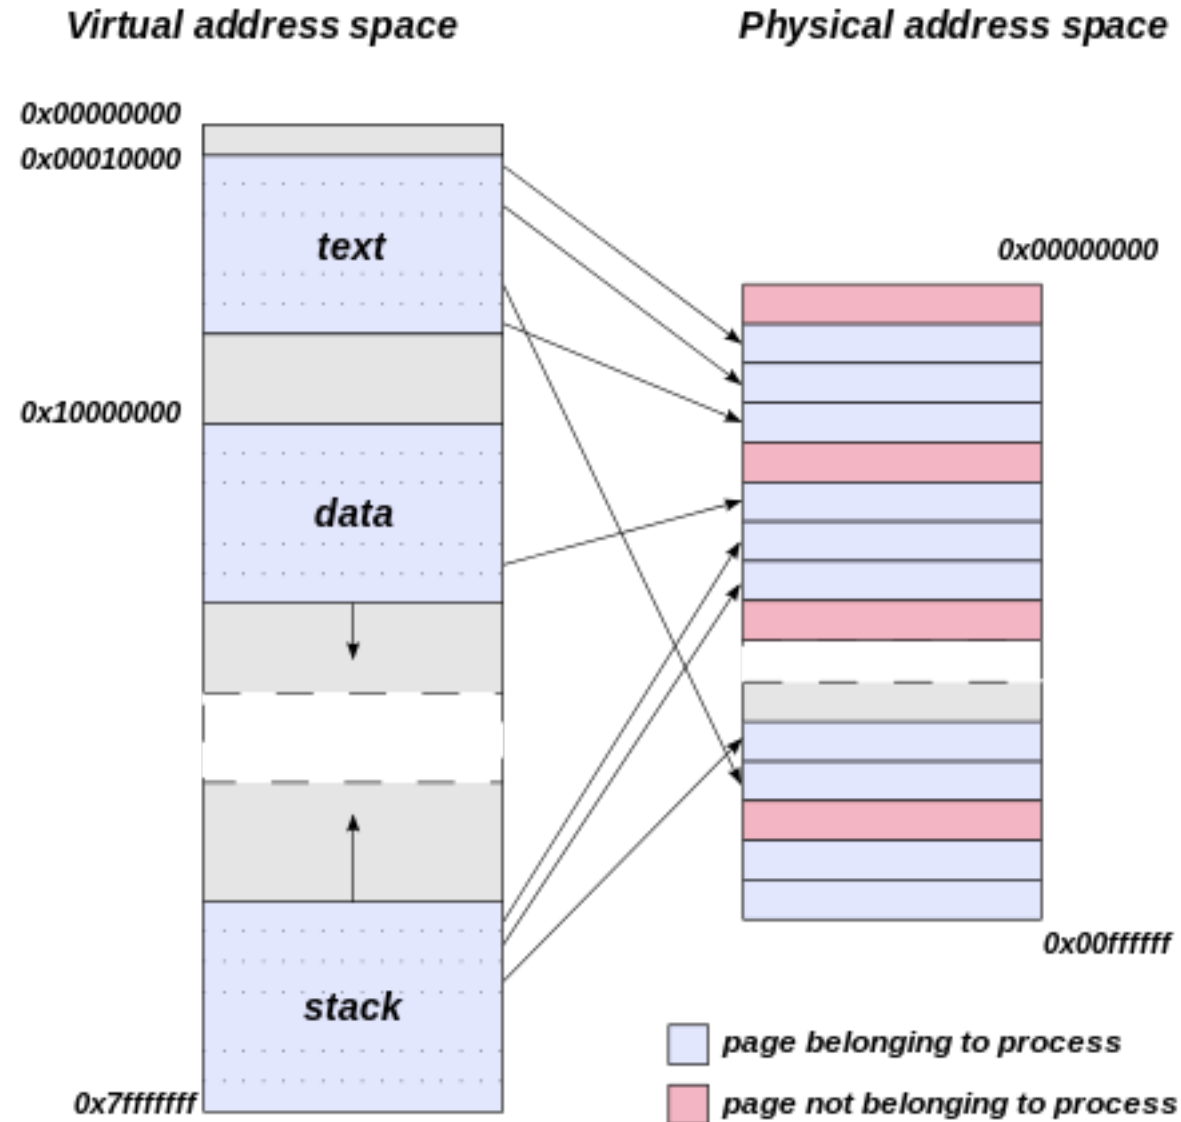 Virtual address space
Physical address space
0x00000000
0x00010000
text
0x00000000
0x10000000
data
0x00ffffff
stack
page belonging to process
0x7fffffff
page not belonging to process